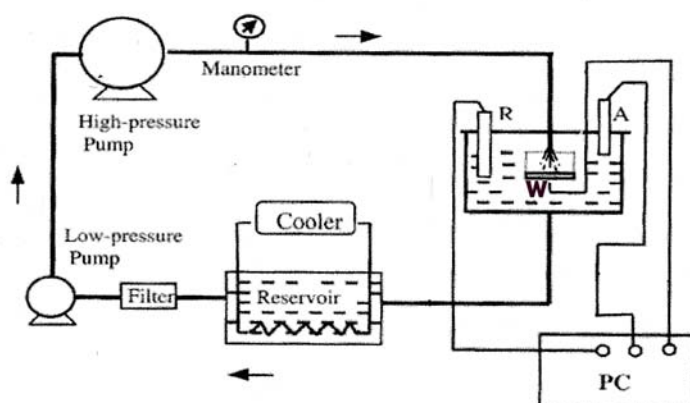 Manometer
High-pressure
Pump
R
A
W
Cooler
Low-pressure
Pump
Filter
Reservoir
PC